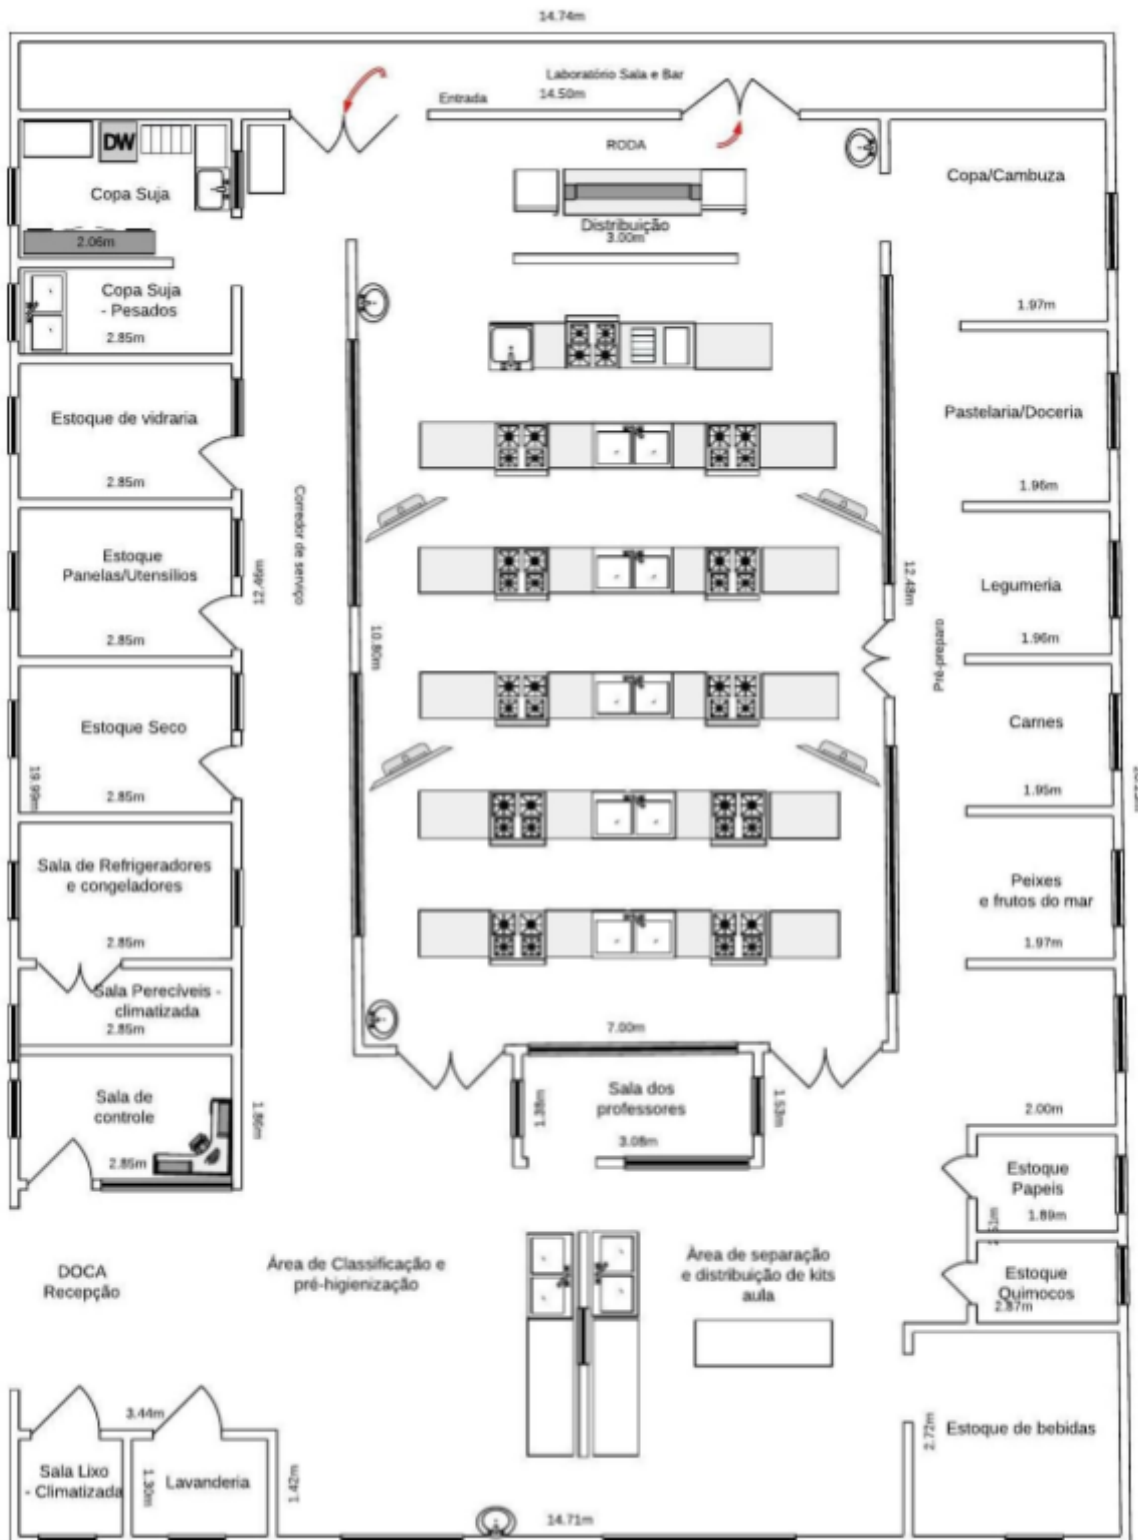 14.74m
Laboratório Sala e Bar
14.50m
Entrada
RODA
DW
Copa Suja
2.06m
Distribuição
3.00m
Copa/Cambuza
1.97m
Copa Suja
- Pesados
2.85m
Estoque de vidraria
2.85m
Pastelaria/Doceria
1.96m
Corredor de serviço
Estoque
Panelas/Utensílios
2.85m
12.46m
10.80m
12.48m
Pré-preparo
Legumeria
1.96m
Estoque Seco
2.85m
19.99m
Carnes
1.95m
Sala de Refrigeradores
e congeladores
2.85m
Peixes
e frutos do mar
1.97m
Sala Perecíveis -
climatizada
2.85m
7.00m
Sala de
controle
2.85m
1.86m
1.38m
Sala dos
professores
3.08m
1.53m
2.00m
Estoque
Papeis
1.89m
DOCA
Recepção
Área de Classificação e
pré-higienização
Área de separação
e distribuição de kits
aula
Estoque
Quimocos
2.87m
3.44m
Sala Lixo
- Climatizada
1.30m
Lavanderia
1.42m
14.71m
2.72m
Estoque de bebidas